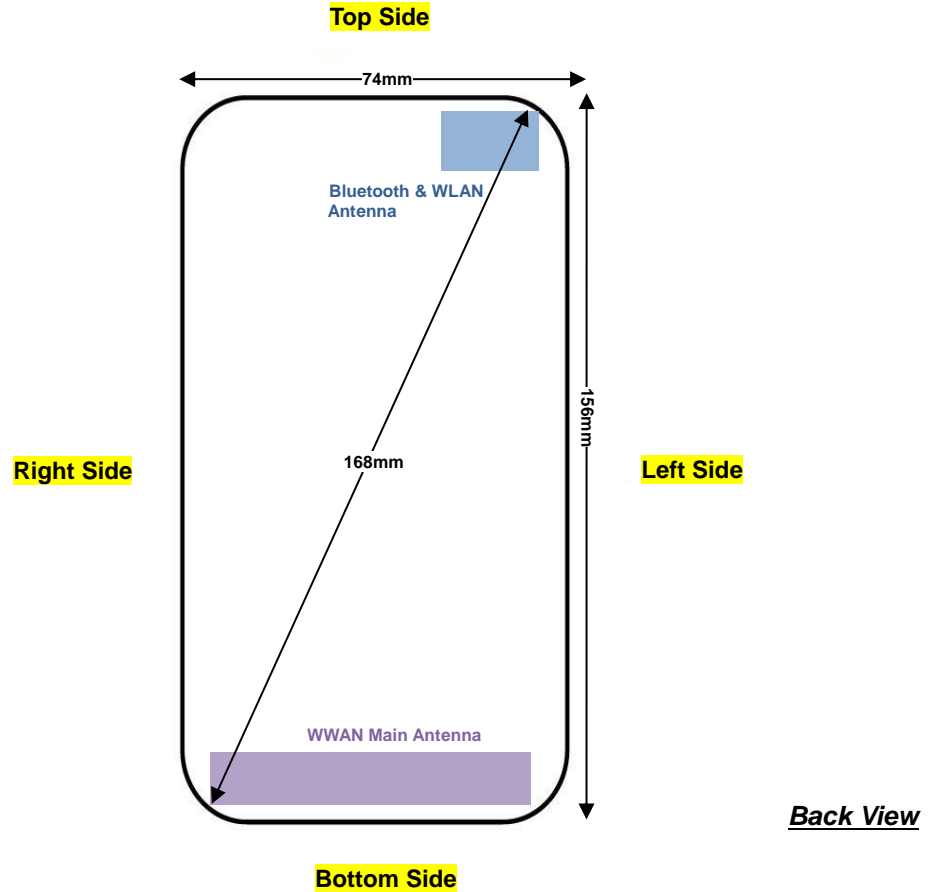 Top Side
74mm
Bluetooth & WLAN
Antenna
156mm
168mm
Right Side
Left Side
WWAN Main Antenna
Back View
Bottom Side